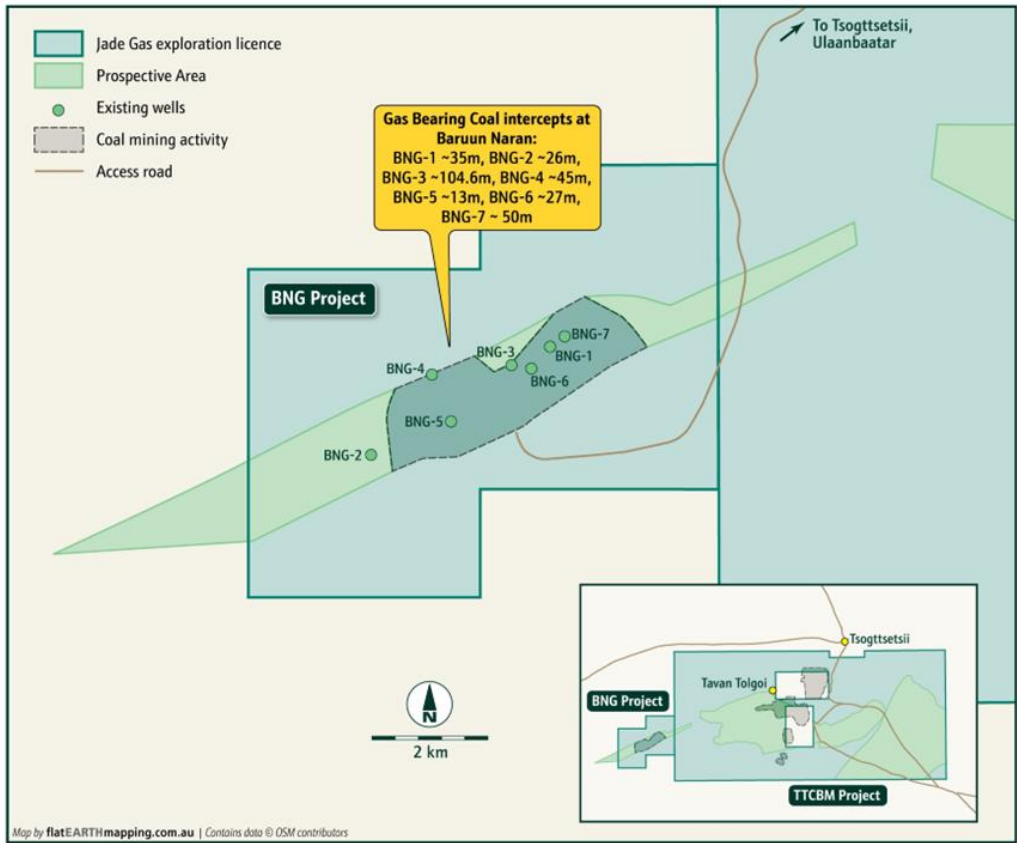 Jade Gas exploration licence
Prospective Area
Existing wells
Coal mining activity
Access road
To Tsogttsetsii,
Ulaanbaatar
Gas Bearing Coal intercepts at
Baruun Naran:
BNG-1 ~35m, BNG-2 ~26m,
BNG-3 ~104.6m, BNG-4 ~45m,
BNG-5 ~13m, BNG-6 ~27m,
BNG-7 ~ 50m
BNG Project
BNG-7
BNG-3
BNG-1
BNG-4
BNG-6
BNG-5
BNG-2
N
2 km
Tsogttsetsii
Tavan Tolgoi
BNG Project
TTCBM Project
Map by flatEARTHmapping.com.au | Contains data © OSM contributors